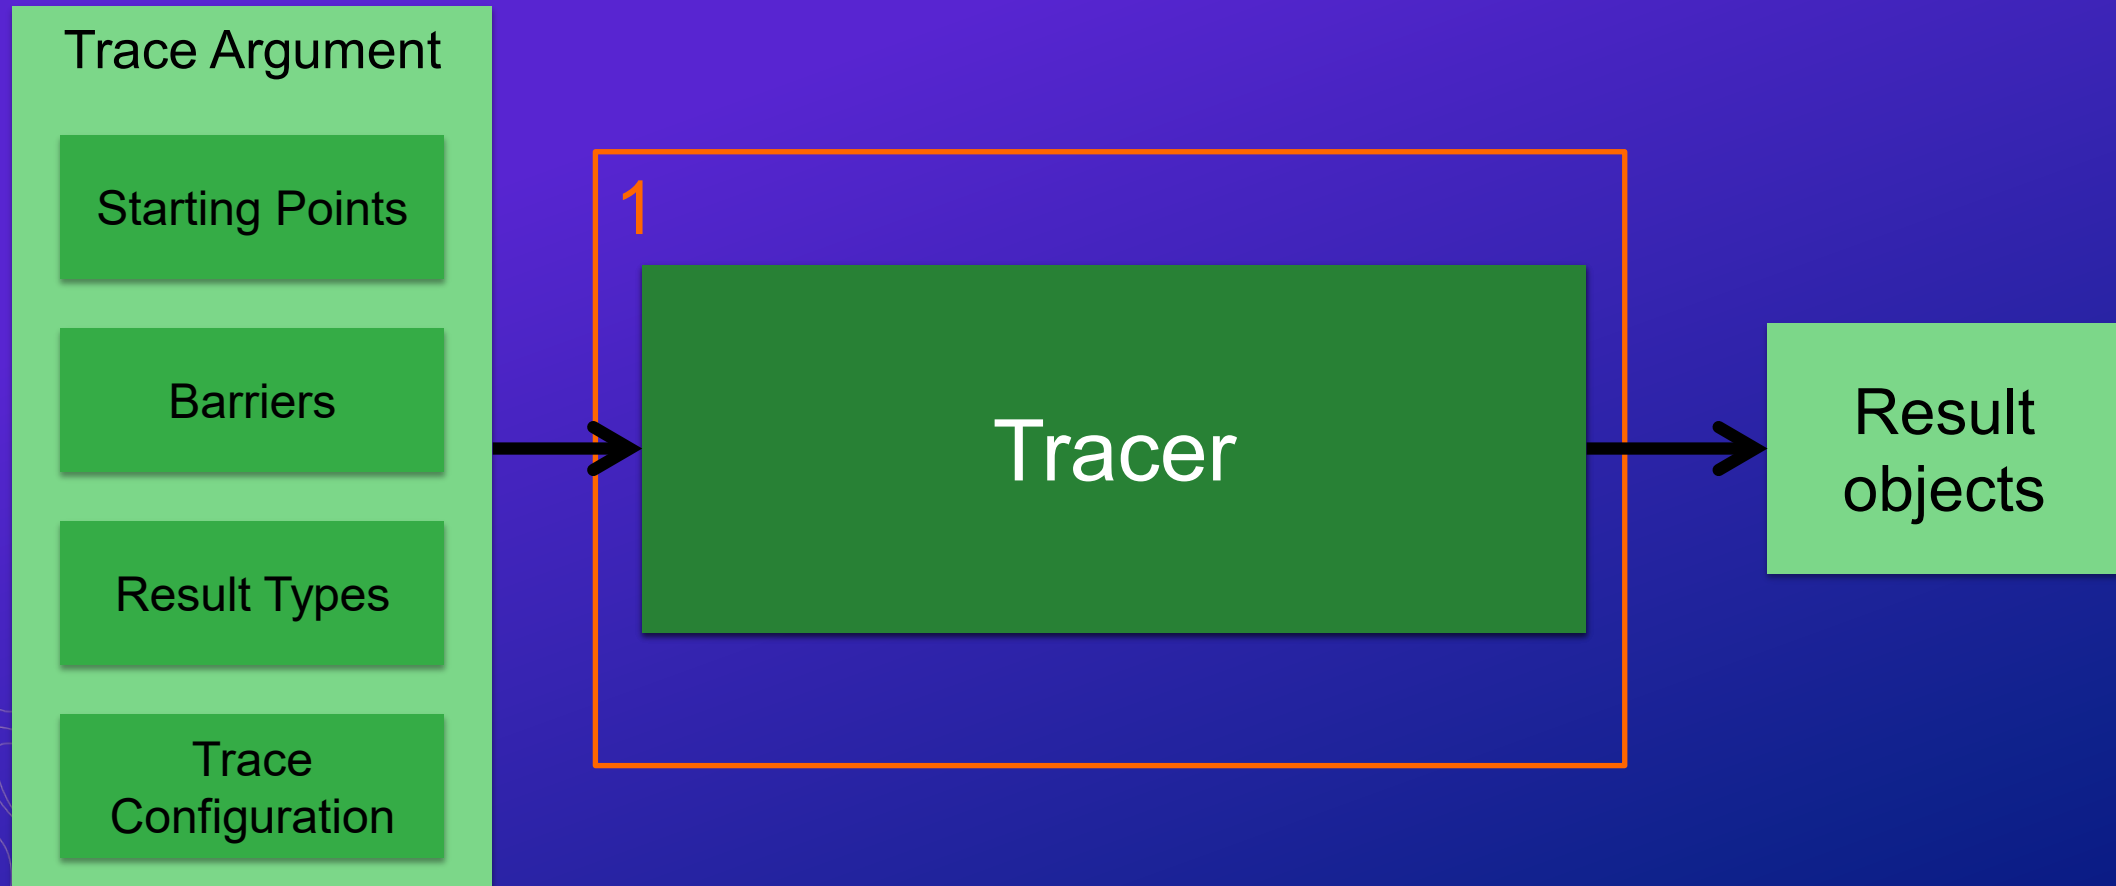 Trace Argument
Starting Points
Barriers
Result Types
Trace
Configuration
1
Tracer
Result
objects